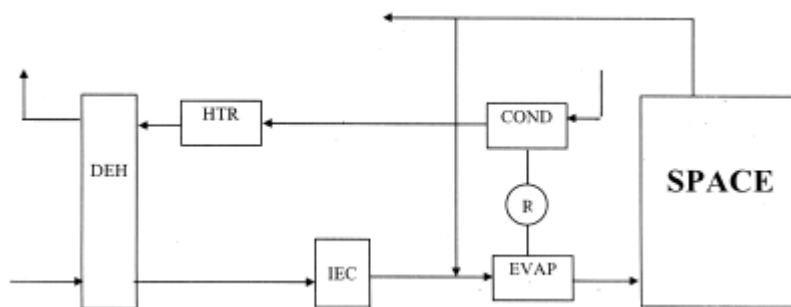 HTR
COND
DEH
SPACE
R
IEC
EVAP